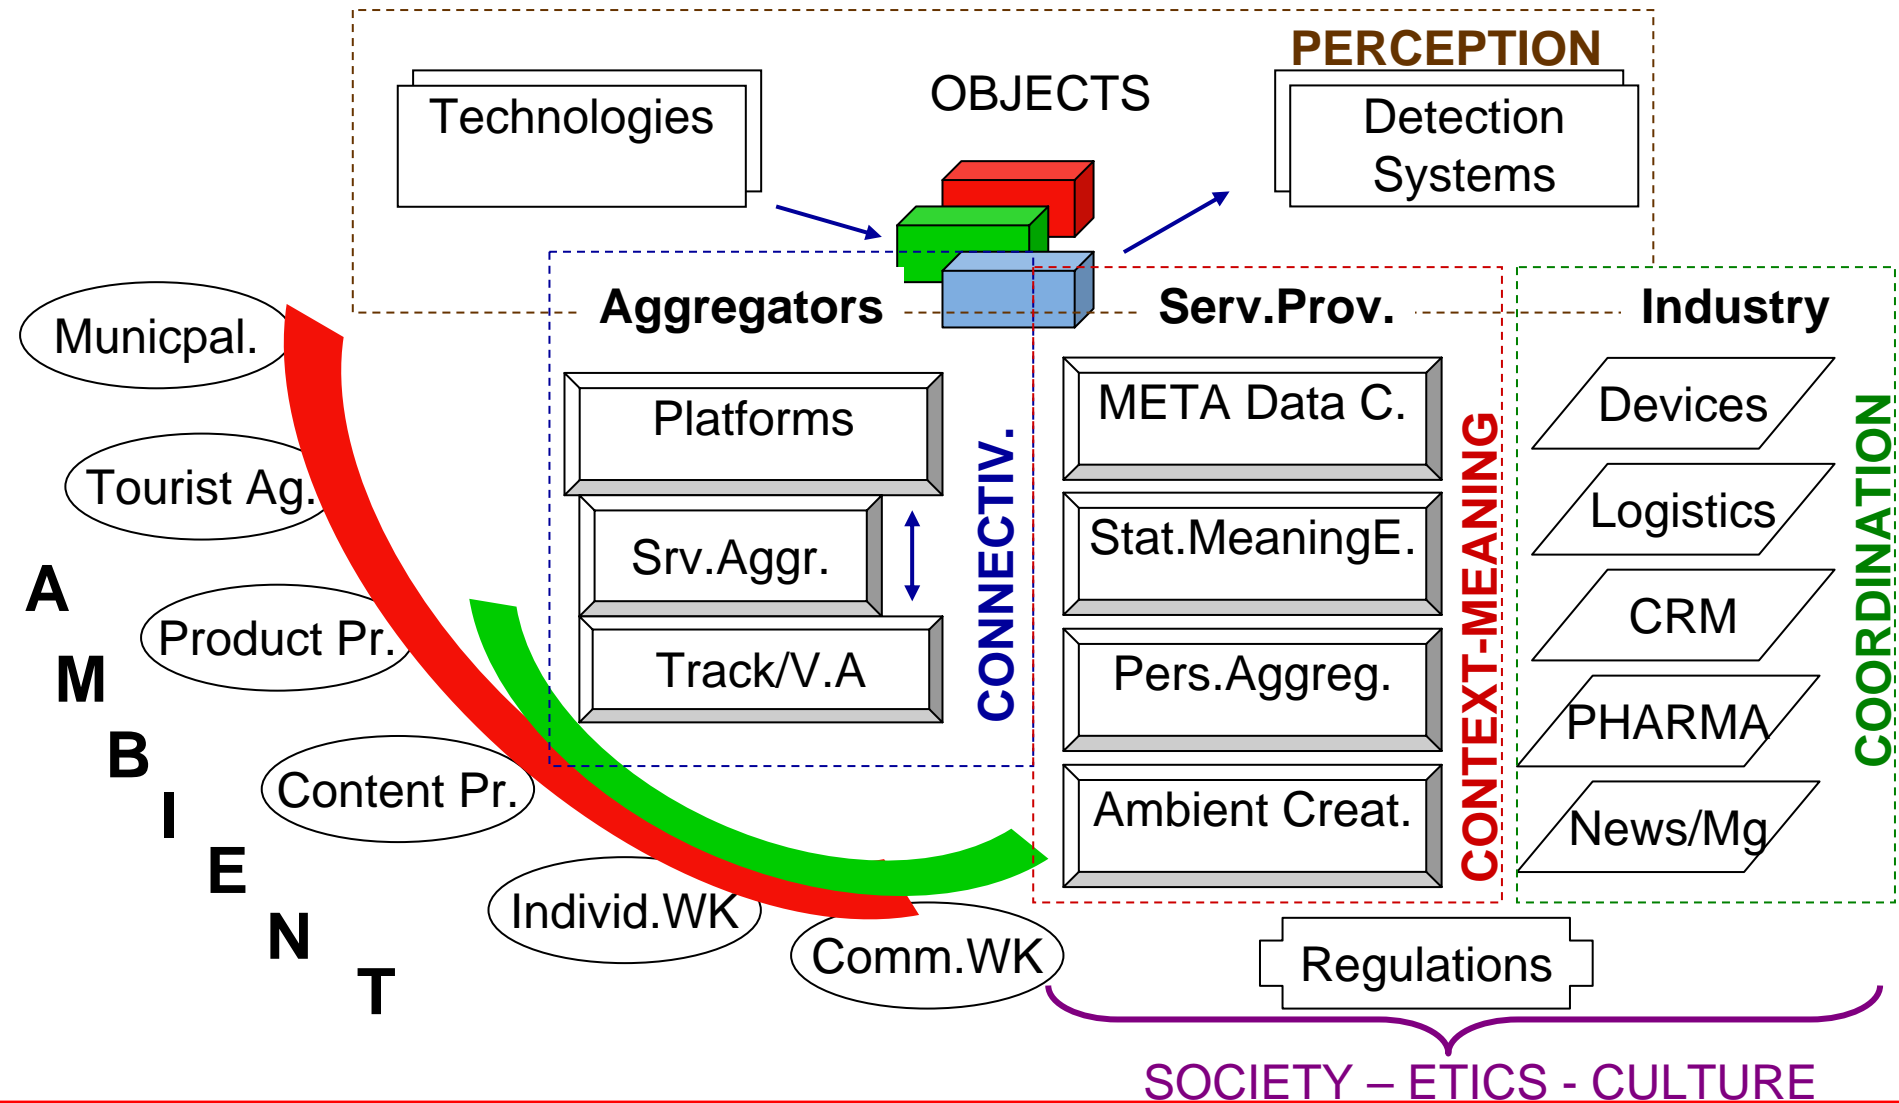 PERCEPTION
Technologies
OBJECTS
Detection
Systems
Aggregators
Serv.Prov.
Industry
Municpal.
Tourist Ag.
Product Pr.
Content Pr.
Individ.WK
Comm.WK
A
M
B
I
E
N
T
Platforms
Srv.Aggr.
Track/V.A
CONNECTIV.
META Data C.
Stat.MeaningE.
Pers.Aggreg.
Ambient Creat.
CONTEXT-MEANING
Devices
Logistics
CRM
PHARMA
News/Mg
COORDINATION
Regulations
SOCIETY – ETICS - CULTURE